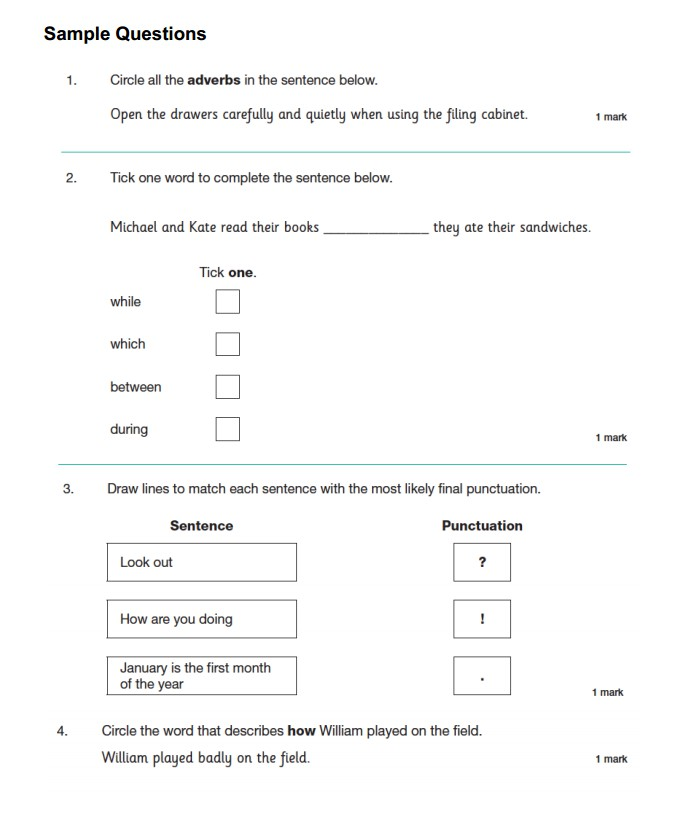 Sample Questions
1. Circle all the adverbs in the sentence below.
Open the drawers carefully and quietly when using the filing cabinet.
1 mark
2. Tick one word to complete the sentence below.
Michael and Kate read their books ____________ they ate their sandwiches.
Tick one.
while
which
between
during
1 mark
3. Draw lines to match each sentence with the most likely final punctuation.
Sentence Punctuation
Look out ?
How are you doing !
January is the first month
of the year .
1 mark
4. Circle the word that describes how William played on the field.
William played badly on the field.
1 mark